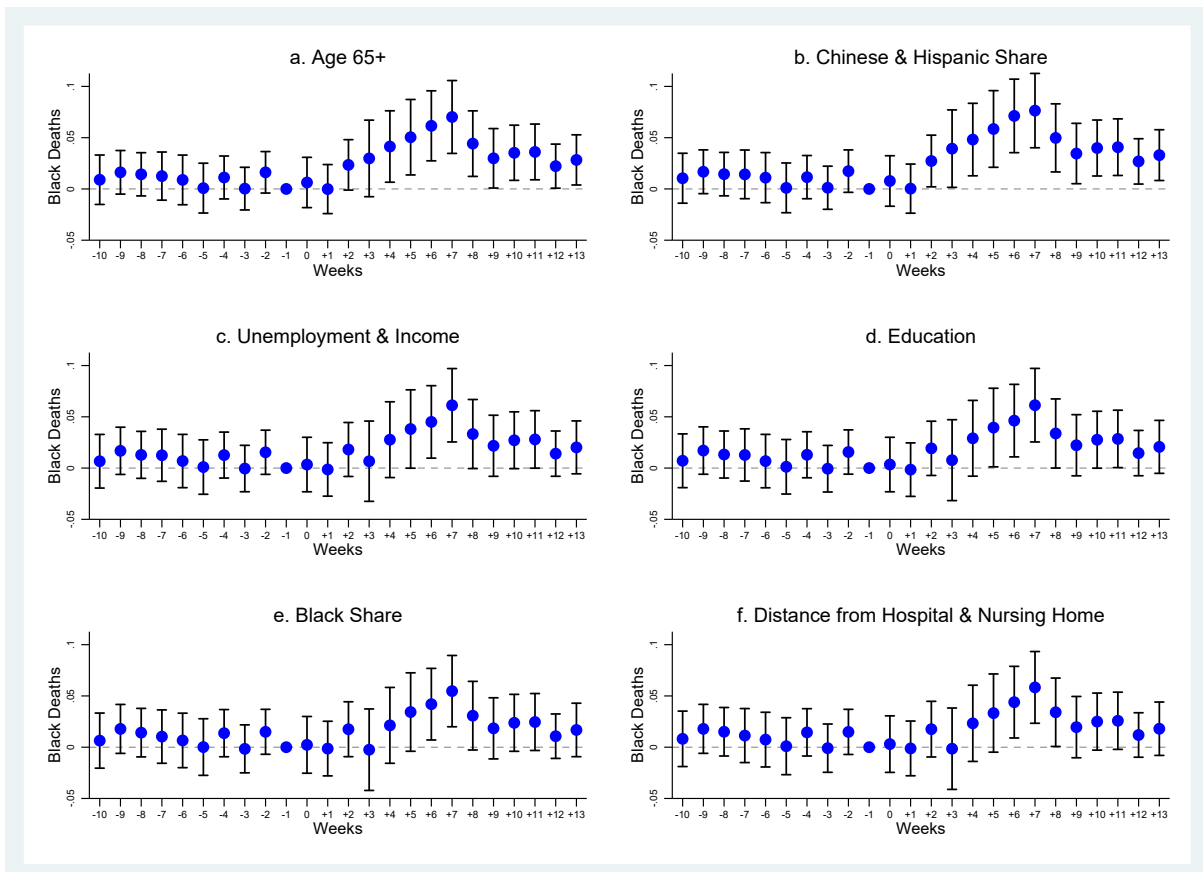 a. Age 65+
Black Deaths
.1
.05
0
-.05
-10 -9 -8 -7 -6 -5 -4 -3 -2 -1 0 +1 +2 +3 +4 +5 +6 +7 +8 +9 +10 +11 +12 +13
Weeks
b. Chinese & Hispanic Share
Black Deaths
.1
.05
0
-.05
-10 -9 -8 -7 -6 -5 -4 -3 -2 -1 0 +1 +2 +3 +4 +5 +6 +7 +8 +9 +10 +11 +12 +13
Weeks
c. Unemployment & Income
Black Deaths
.1
.05
0
-.05
-10 -9 -8 -7 -6 -5 -4 -3 -2 -1 0 +1 +2 +3 +4 +5 +6 +7 +8 +9 +10 +11 +12 +13
Weeks
d. Education
Black Deaths
.1
.05
0
-.05
-10 -9 -8 -7 -6 -5 -4 -3 -2 -1 0 +1 +2 +3 +4 +5 +6 +7 +8 +9 +10 +11 +12 +13
Weeks
e. Black Share
Black Deaths
.1
.05
0
-.05
-10 -9 -8 -7 -6 -5 -4 -3 -2 -1 0 +1 +2 +3 +4 +5 +6 +7 +8 +9 +10 +11 +12 +13
Weeks
f. Distance from Hospital & Nursing Home
Black Deaths
.1
.05
0
-.05
-10 -9 -8 -7 -6 -5 -4 -3 -2 -1 0 +1 +2 +3 +4 +5 +6 +7 +8 +9 +10 +11 +12 +13
Weeks